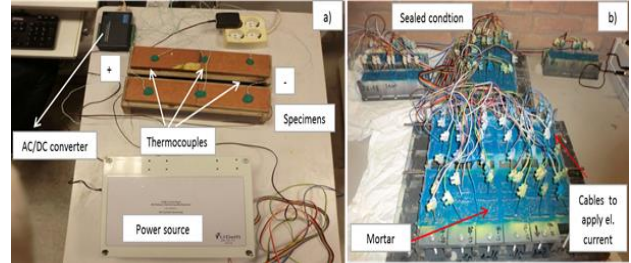 a)
+
-
Specimens
AC/DC converter
Thermocouples
Power source
Sealed condtion
b)
Mortar
Cables to
apply el.
current